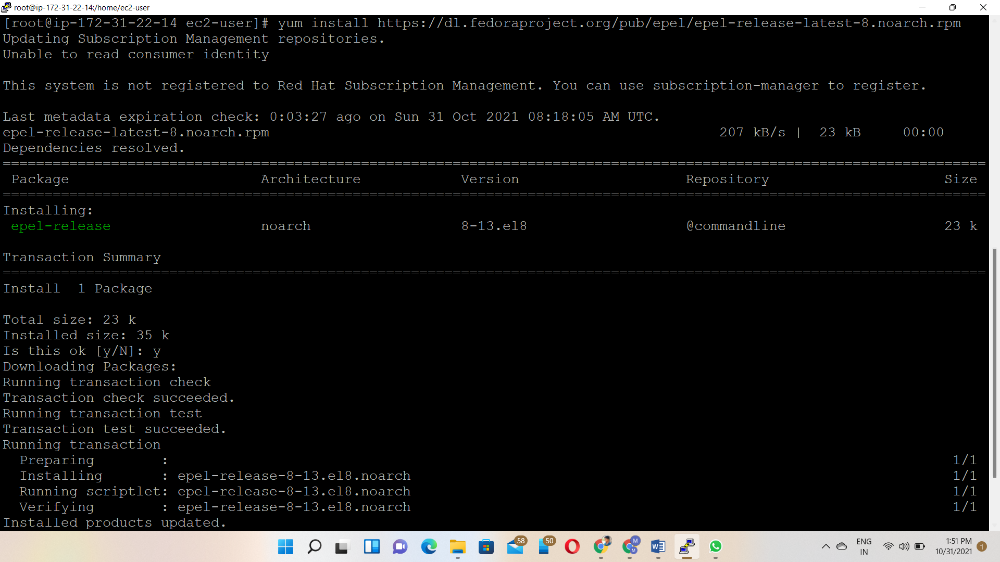 root@ip-172-31-22-14:/home/ec2-user
[root@ip-172-31-22-14 ec2-user]# yum install https://dl.fedoraproject.org/pub/epel/epel-release-latest-8.noarch.rpm
Updating Subscription Management repositories.
Unable to read consumer identity
This system is not registered to Red Hat Subscription Management. You can use subscription-manager to register.
Last metadata expiration check: 0:03:27 ago on Sun 31 Oct 2021 08:18:05 AM UTC.
epel-release-latest-8.noarch.rpm 207 kB/s | 23 kB 00:00
Dependencies resolved.
======================================================================================================================
Package Architecture Version Repository Size
======================================================================================================================
Installing:
epel-release noarch 8-13.el8 @commandline 23 k
Transaction Summary
======================================================================================================================
Install 1 Package
Total size: 23 k
Installed size: 35 k
Is this ok [y/N]: y
Downloading Packages:
Running transaction check
Transaction check succeeded.
Running transaction test
Transaction test succeeded.
Running transaction
Preparing : 1/1
Installing : epel-release-8-13.el8.noarch 1/1
Running scriptlet: epel-release-8-13.el8.noarch 1/1
Verifying : epel-release-8-13.el8.noarch 1/1
Installed products updated.
58 50 M M W ENG 1:51 PM 1
IN 10/31/2021